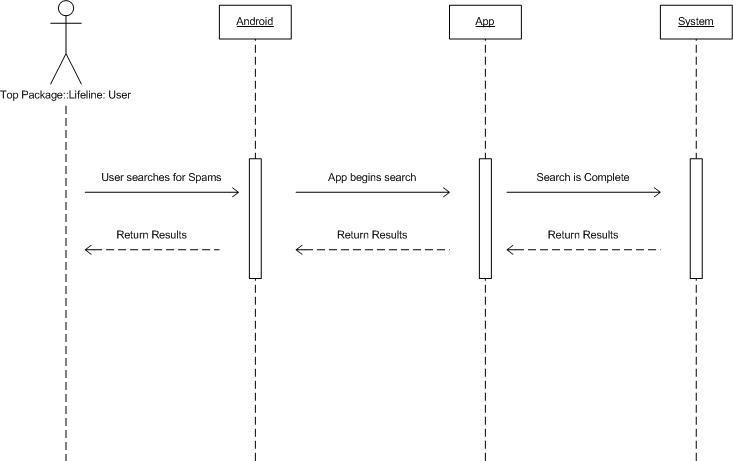 Android
App
System
Top Package::Lifeline: User
User searches for Spams
App begins search
Search is Complete
Return Results
Return Results
Return Results